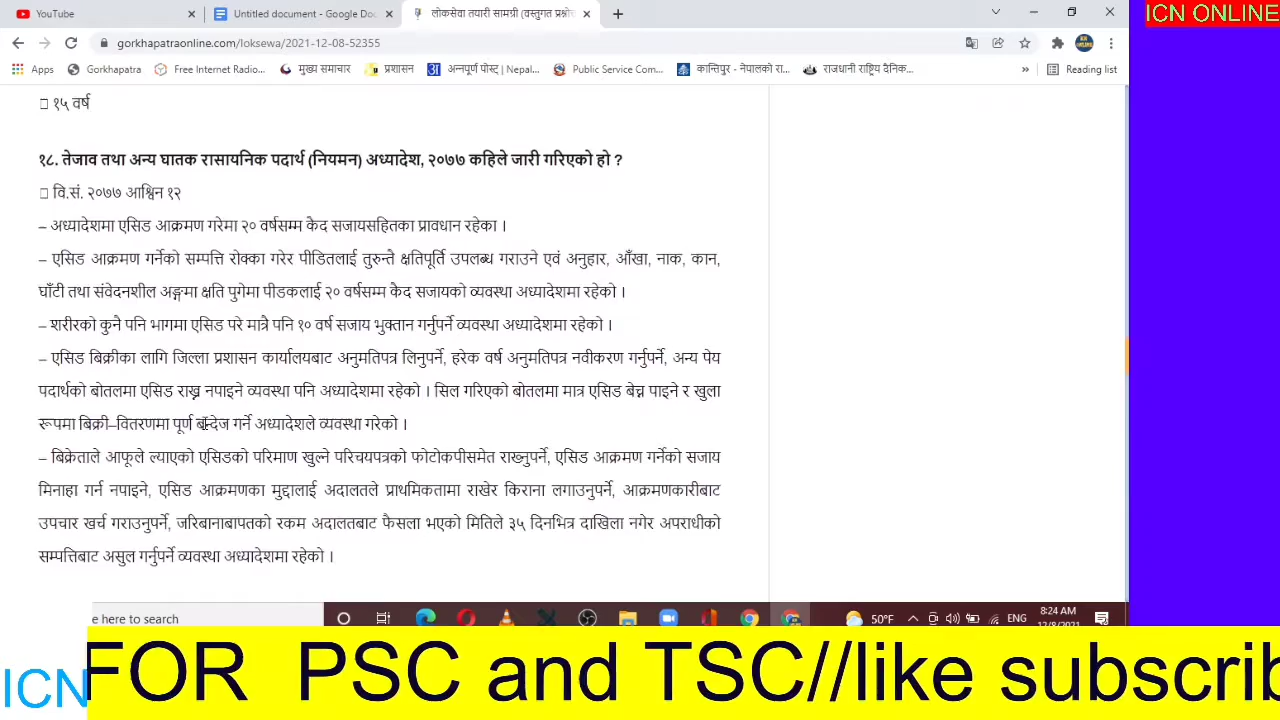 YouTube
Untitled document - Google Doc
लोकसेवा तयारी सामग्री (वस्तुगत प्रश्नोत्त
ICN ONLINE
gorkhapatraonline.com/loksewa/2021-12-08-52355
Apps
Gorkhapatra
Free Internet Radio...
मुख्य समाचार
प्रशासन
अन्नपूर्ण पोस्ट् | Nepal...
Public Service Com...
कान्तिपुर - नेपालको रा...
राजधानी राष्ट्रिय दैनिक...
»
Reading list
१५ वर्ष
१८. तेजाव तथा अन्य घातक रासायनिक पदार्थ (नियमन) अध्यादेश, २०७७ कहिले जारी गरिएको हो ?
वि.सं. २०७७ आश्विन १२
– अध्यादेशमा एसिड आक्रमण गरेमा २० वर्षसम्म कैद सजायसहितका प्रावधान रहेका ।
– एसिड आक्रमण गर्नेको सम्पत्ति रोक्का गरेर पीडितलाई तुरुन्तै क्षतिपूर्ति उपलब्ध गराउने एवं अनुहार, आँखा, नाक, कान,
घाँटी तथा संवेदनशील अङ्गमा क्षति पुगेमा पीडकलाई २० वर्षसम्म कैद सजायको व्यवस्था अध्यादेशमा रहेको ।
– शरीरको कुनै पनि भागमा एसिड परे मात्रै पनि १० वर्ष सजाय भुक्तान गर्नुपर्ने व्यवस्था अध्यादेशमा रहेको ।
– एसिड बिक्रीका लागि जिल्ला प्रशासन कार्यालयबाट अनुमतिपत्र लिनुपर्ने, हरेक वर्ष अनुमतिपत्र नवीकरण गर्नुपर्ने, अन्य पेय
पदार्थको बोतलमा एसिड राख्न नपाइने व्यवस्था पनि अध्यादेशमा रहेको । सिल गरिएको बोतलमा मात्र एसिड बेच्न पाइने र खुला
रूपमा बिक्री–वितरणमा पूर्ण बन्देज गर्ने अध्यादेशले व्यवस्था गरेको ।
– बिक्रेताले आफूले ल्याएको एसिडको परिमाण खुल्ने परिचयपत्रको फोटोकपीसमेत राख्नुपर्ने, एसिड आक्रमण गर्नेको सजाय
मिनाहा गर्न नपाइने, एसिड आक्रमणका मुद्दालाई अदालतले प्राथमिकतामा राखेर किराना लगाउनुपर्ने, आक्रमणकारीबाट
उपचार खर्च गराउनुपर्ने, जरिबानाबापतको रकम अदालतबाट फैसला भएको मितिले ३५ दिनभित्र दाखिला नगरे अपराधीको
सम्पत्तिबाट असुल गर्नुपर्ने व्यवस्था अध्यादेशमा रहेको ।
e here to search
50°F
ENG
8:24 AM
12/8/2021
ICN
FOR PSC and TSC//like subscrib